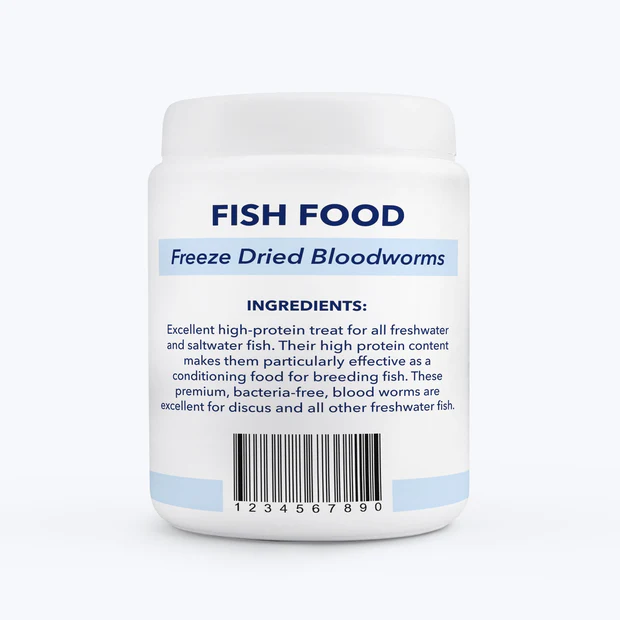 FISH FOOD
Freeze Dried Bloodworms
INGREDIENTS:
Excellent high-protein treat for all freshwater
and saltwater fish. Their high protein content
makes them particularly effective as a
conditioning food for breeding fish. These
premium, bacteria-free, blood worms are
excellent for discus and all other freshwater fish.
1 2 3 4 5 6 7 8 9 0